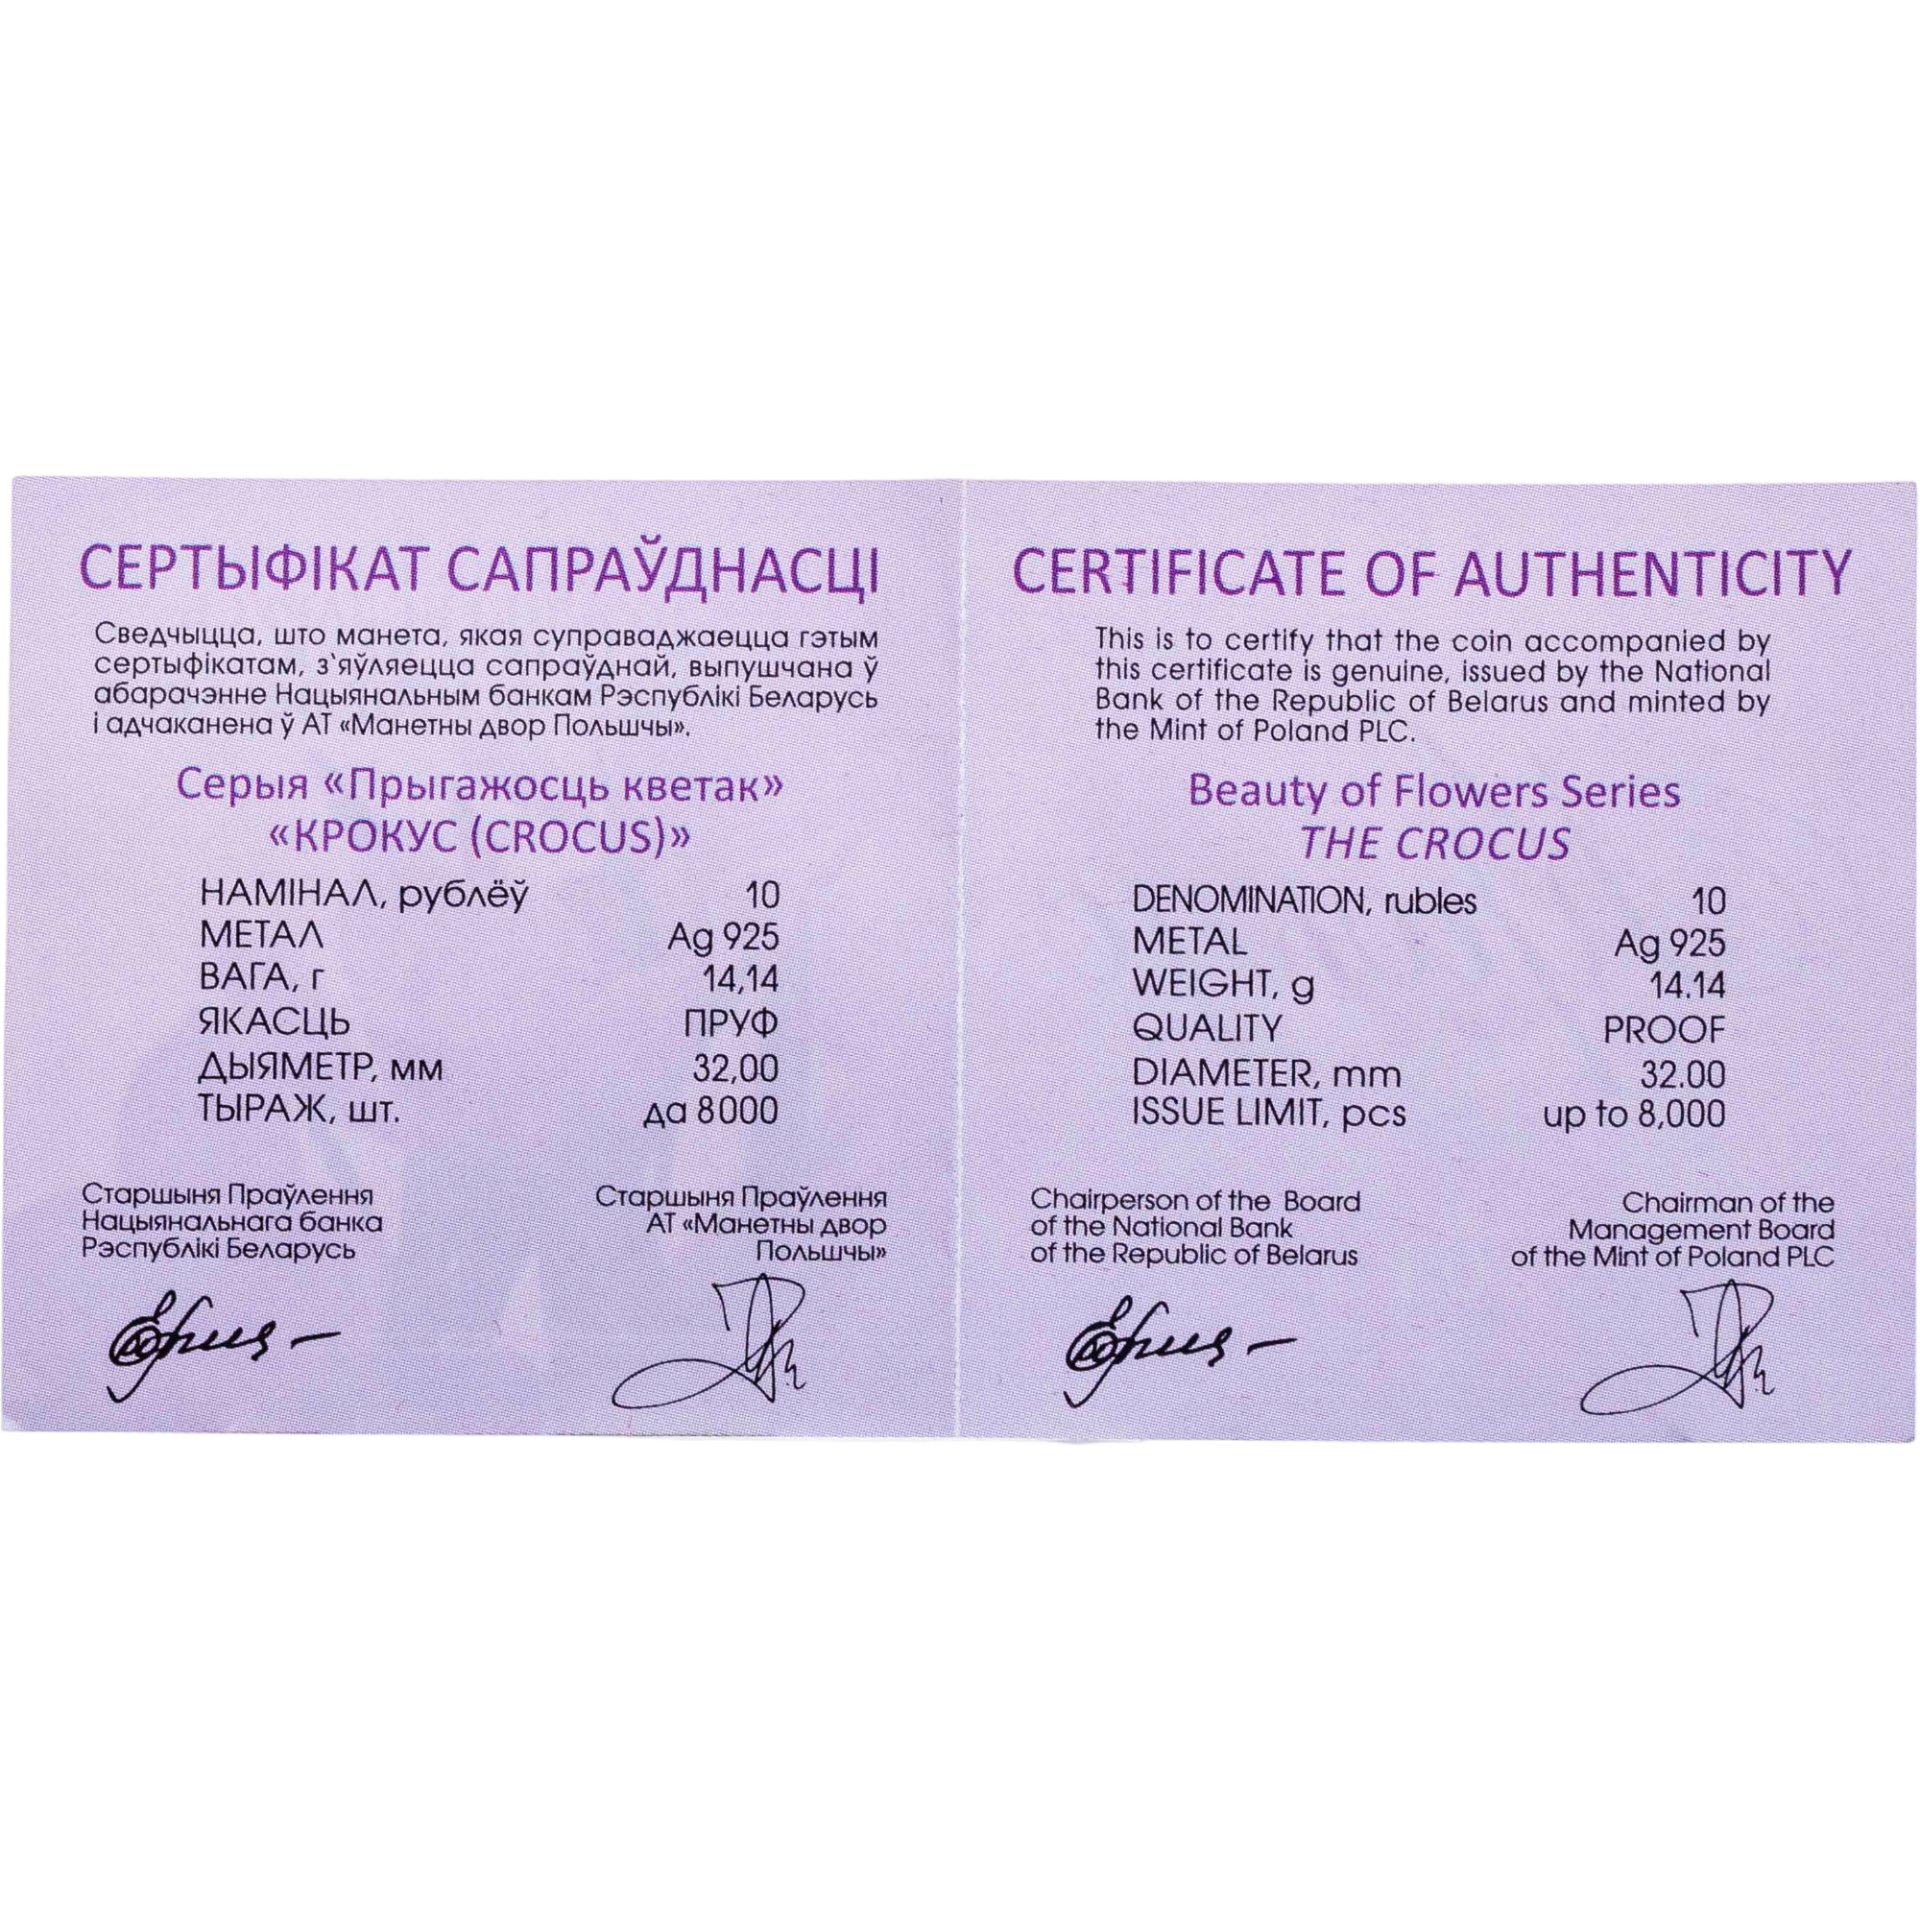 СЕРТЫФІКАТ САПРАЎДНАСЦІ
Сведчыцца, што манета, якая суправаджаецца гэтым
сертыфікатам, з'яўляецца сапраўднай, выпушчана ў
абарачэнне Нацыянальным банкам Рэспублікі Беларусь
і адчаканена ў АТ «Манетны двор Польшчы».
Серыя «Прыгажосць кветак»
«КРОКУС (CROCUS)»
НАМІНАЛ, рублёў 10
МЕТАЛ Ag 925
ВАГА, г 14,14
ЯКАСЦЬ ПРУФ
ДЫЯМЕТР, мм 32,00
ТЫРАЖ, шт. да 8000
Старшыня Праўлення
Нацыянальнага банка
Рэспублікі Беларусь
Старшыня Праўлення
АТ «Манетны двор
Польшчы»
CERTIFICATE OF AUTHENTICITY
This is to certify that the coin accompanied by
this certificate is genuine, issued by the National
Bank of the Republic of Belarus and minted by
the Mint of Poland PLC.
Beauty of Flowers Series
THE CROCUS
DENOMINATION, rubles 10
METAL Ag 925
WEIGHT, g 14.14
QUALITY PROOF
DIAMETER, mm 32.00
ISSUE LIMIT, pcs up to 8,000
Chairperson of the Board
of the National Bank
of the Republic of Belarus
Chairman of the
Management Board
of the Mint of Poland PLC